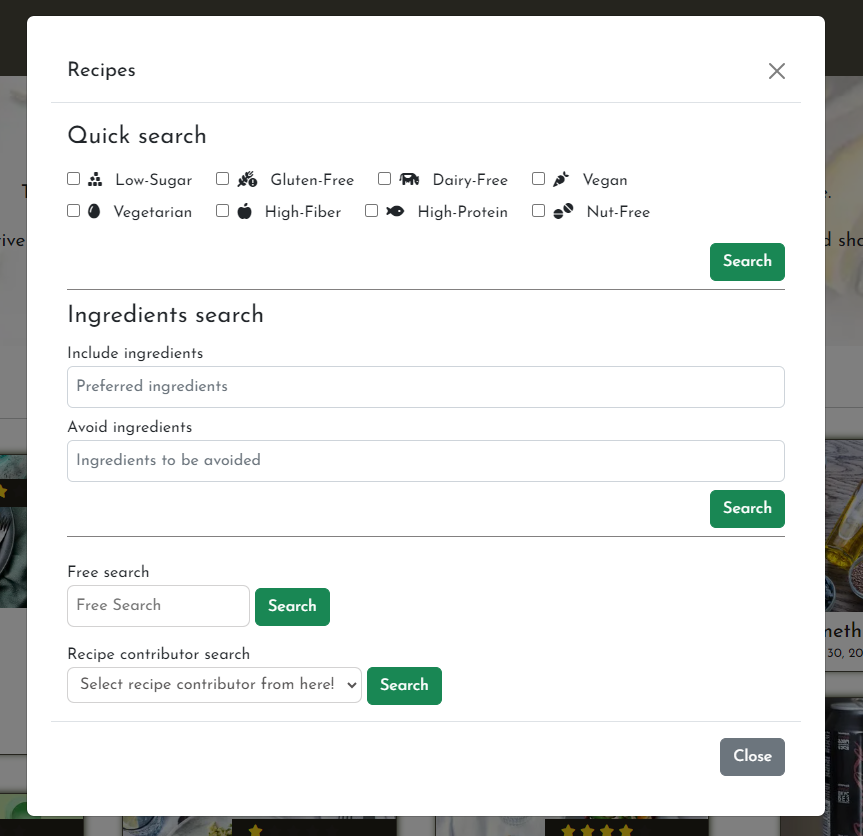 Recipes
Quick search
Low-Sugar Gluten-Free Dairy-Free Vegan
Vegetarian High-Fiber High-Protein Nut-Free
Search
Ingredients search
Include ingredients
Preferred ingredients
Avoid ingredients
Ingredients to be avoided
Search
Free search
Free Search Search
Recipe contributor search
Select recipe contributor from here! Search
30, 20
Close